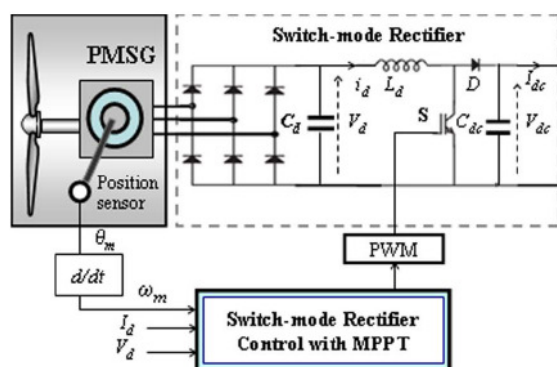 Switch-mode Rectifier
PMSG
i_d
L_d
D
I_dc
C_d
V_d
S
C_dc
V_dc
Position
sensor
θ_m
PWM
d/dt
ω_m
I_d
V_d
Switch-mode Rectifier
Control with MPPT